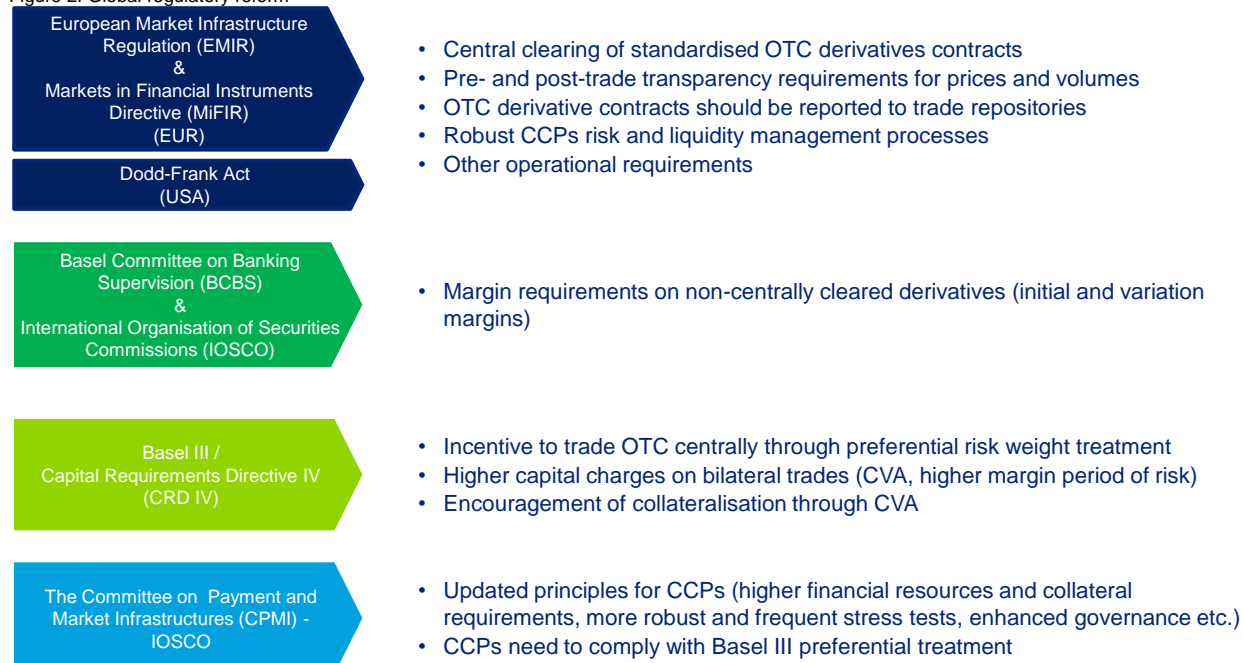 Figure 2: Global regulatory reform
European Market Infrastructure
Regulation (EMIR)
&
Markets in Financial Instruments
Directive (MiFIR)
(EUR)
• Central clearing of standardised OTC derivatives contracts
• Pre- and post-trade transparency requirements for prices and volumes
• OTC derivative contracts should be reported to trade repositories
• Robust CCPs risk and liquidity management processes
• Other operational requirements
Dodd-Frank Act
(USA)
Basel Committee on Banking
Supervision (BCBS)
&
International Organisation of Securities
Commissions (IOSCO)
• Margin requirements on non-centrally cleared derivatives (initial and variation
margins)
Basel III /
Capital Requirements Directive IV
(CRD IV)
• Incentive to trade OTC centrally through preferential risk weight treatment
• Higher capital charges on bilateral trades (CVA, higher margin period of risk)
• Encouragement of collateralisation through CVA
The Committee on Payment and
Market Infrastructures (CPMI) -
IOSCO
• Updated principles for CCPs (higher financial resources and collateral
requirements, more robust and frequent stress tests, enhanced governance etc.)
• CCPs need to comply with Basel III preferential treatment